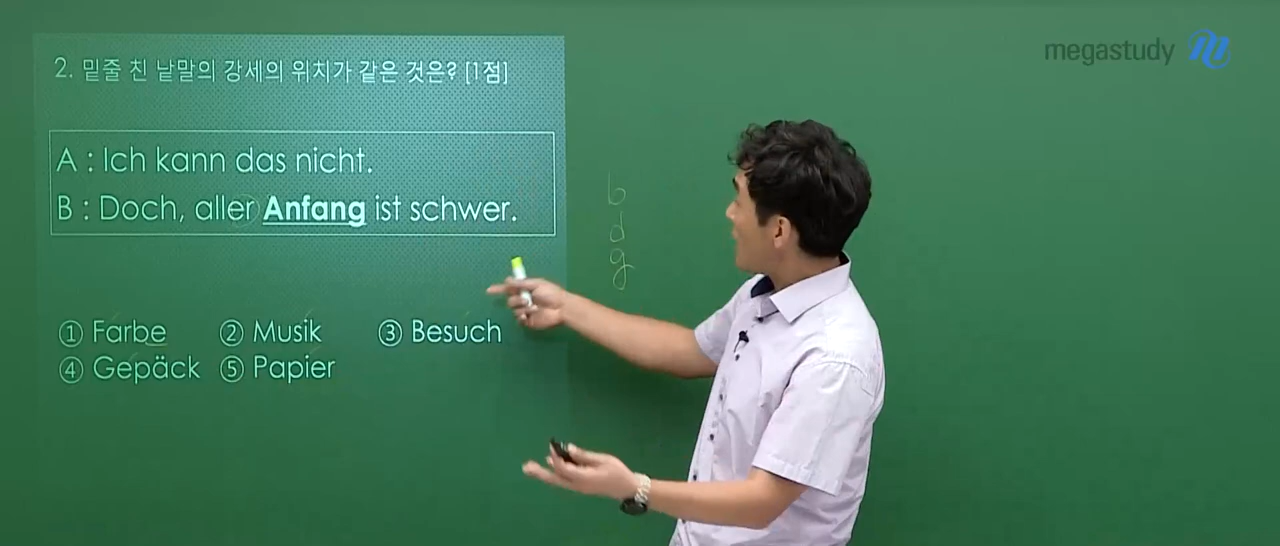 megastudy
2. 밑줄 친 낱말의 강세의 위치가 같은 것은? [1점]
A : Ich kann das nicht.
B : Doch, aller Anfang ist schwer.
b
d
g
① Farbe ② Musik ③ Besuch
④ Gepäck ⑤ Papier